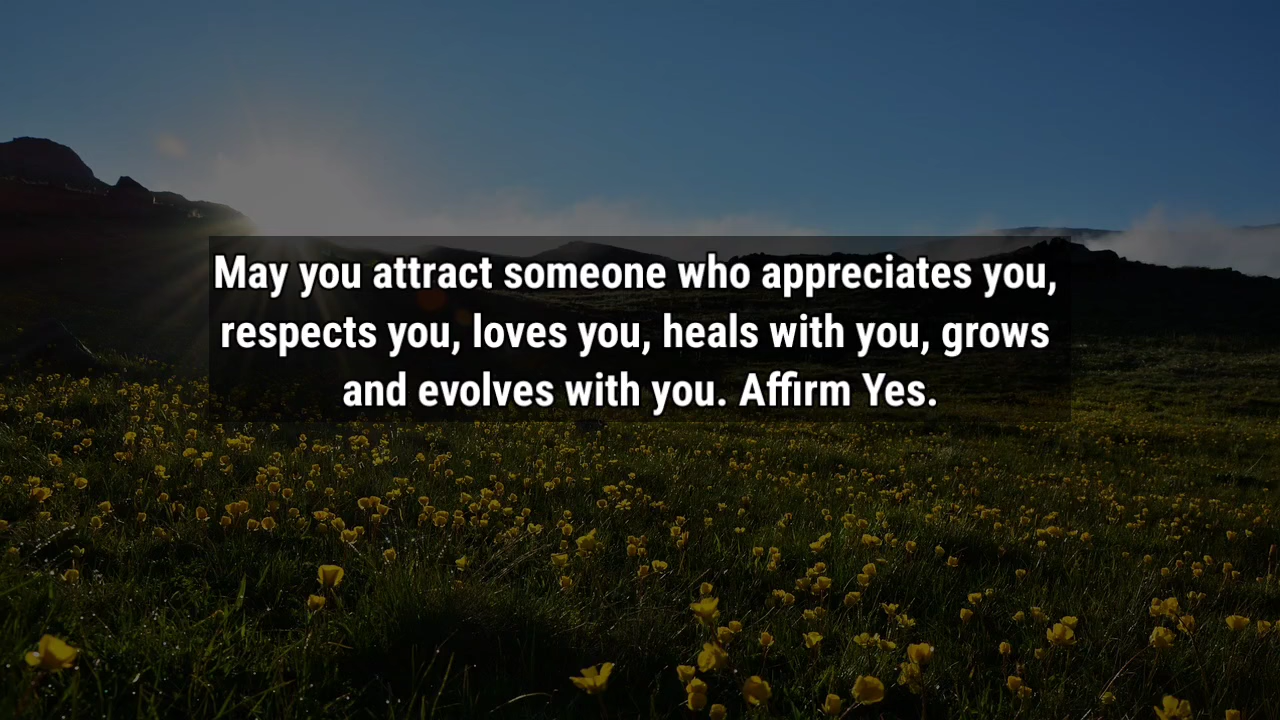 May you attract someone who appreciates you,
respects you, loves you, heals with you, grows
and evolves with you. Affirm Yes.